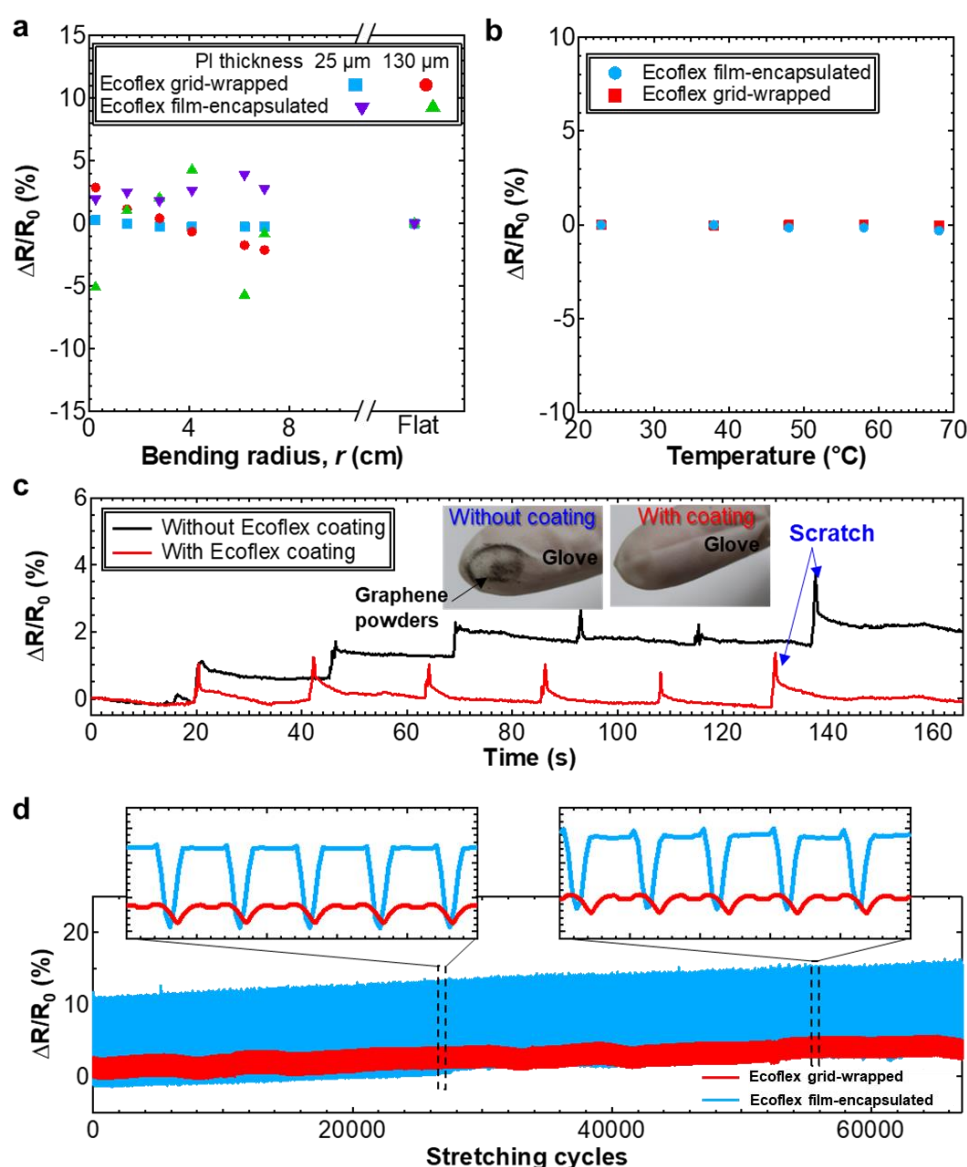 a
15
10
5
0
-5
-10
-15
ΔR/R₀ (%)
PI thickness 25 μm 130 μm
Ecoflex grid-wrapped
Ecoflex film-encapsulated
0 4 8 Flat
Bending radius, r (cm)
b
10
5
0
-5
-10
ΔR/R₀ (%)
Ecoflex film-encapsulated
Ecoflex grid-wrapped
20 30 40 50 60 70
Temperature (°C)
c
6
4
2
0
ΔR/R₀ (%)
Without Ecoflex coating
With Ecoflex coating
Without coating
Glove
Graphene
powders
With coating
Glove
Scratch
0 20 40 60 80 100 120 140 160
Time (s)
d
20
10
0
ΔR/R₀ (%)
Ecoflex grid-wrapped
Ecoflex film-encapsulated
0 20000 40000 60000
Stretching cycles